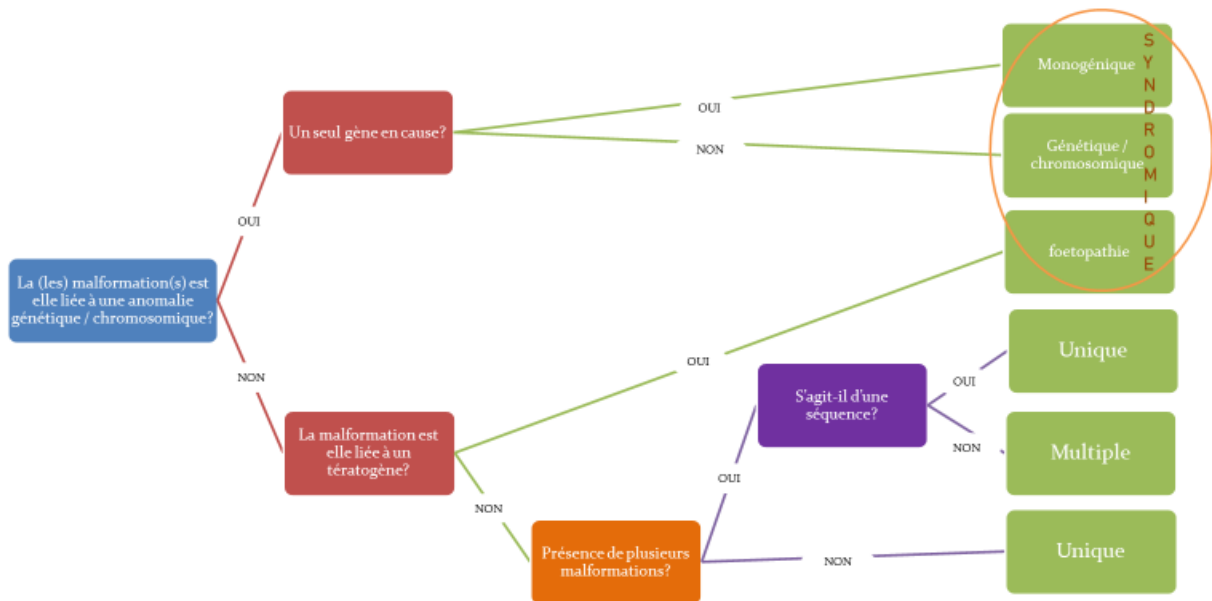 Monogénique
SYNDROMIQUE
Un seul gène en cause?
OUI
NON
Génétique /
chromosomique
OUI
foetopathie
La (les) malformation(s) est
elle liée à une anomalie
génétique / chromosomique?
Unique
OUI
NON
S'agit-il d'une
séquence?
OUI
La malformation est
elle liée à un
tératogène?
NON
Multiple
OUI
NON
Présence de plusieurs
malformations?
NON
Unique